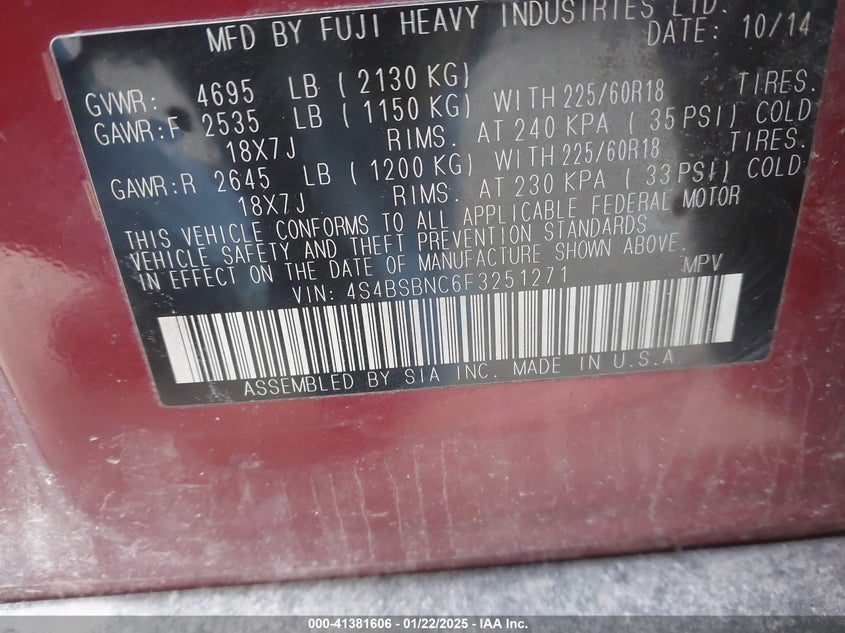 MFD BY FUJI HEAVY INDUSTRIES LTD.
DATE: 10/14
GVWR: 4695 LB ( 2130 KG)
GAWR:F 2535 LB ( 1150 KG) WITH 225/60R18 TIRES.
18X7J RIMS. AT 240 KPA ( 35 PSI) COLD
GAWR:R 2645 LB ( 1200 KG) WITH 225/60R18 TIRES.
18X7J RIMS. AT 230 KPA ( 33 PSI) COLD
THIS VEHICLE CONFORMS TO ALL APPLICABLE FEDERAL MOTOR
VEHICLE SAFETY AND THEFT PREVENTION STANDARDS
IN EFFECT ON THE DATE OF MANUFACTURE SHOWN ABOVE.
VIN: 4S4BSBNC6F3251271 MPV
ASSEMBLED BY SIA INC. MADE IN U.S.A
000-41381606 - 01/22/2025 - IAA Inc.